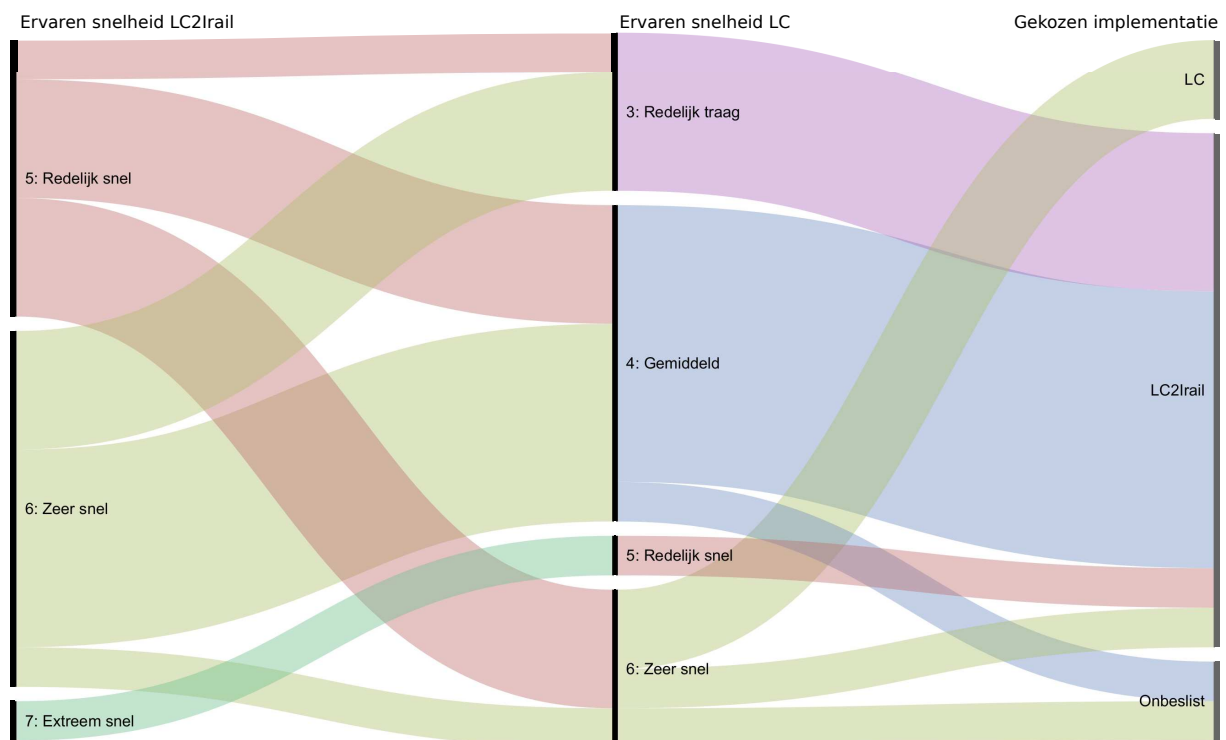 Ervaren snelheid LC2Irail
Ervaren snelheid LC
Gekozen implementatie
5: Redelijk snel
6: Zeer snel
7: Extreem snel
3: Redelijk traag
4: Gemiddeld
5: Redelijk snel
6: Zeer snel
LC
LC2Irail
Onbeslist